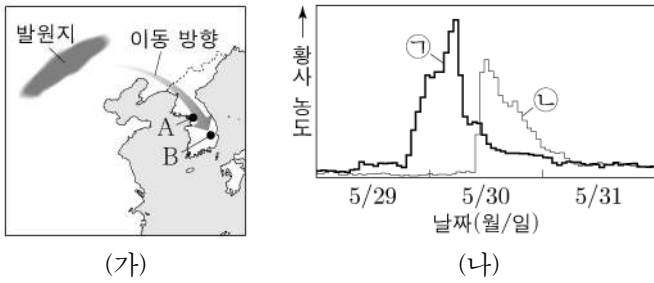 발원지
이동 방향
A
B
(가)
황사 농도
㉠
㉡
5/29 5/30 5/31
날짜(월/일)
(나)